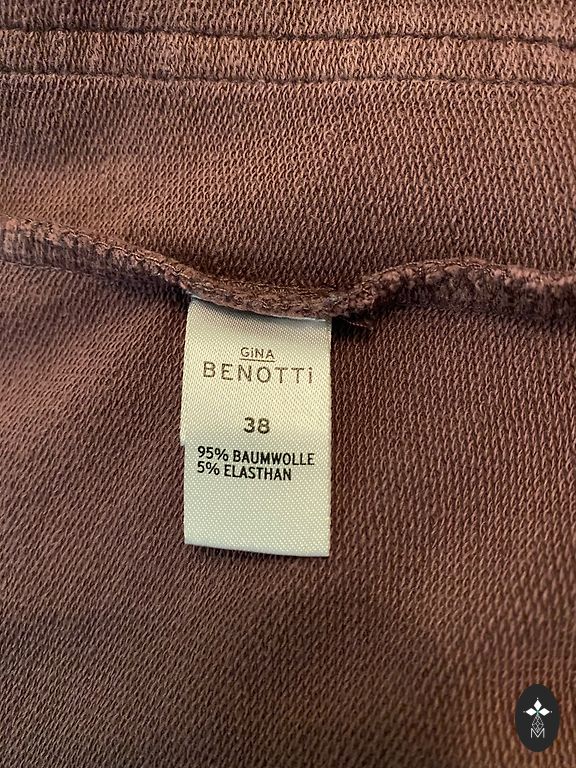 GiNA
BENOTTi
38
95% BAUMWOLLE
5% ELASTHAN
M